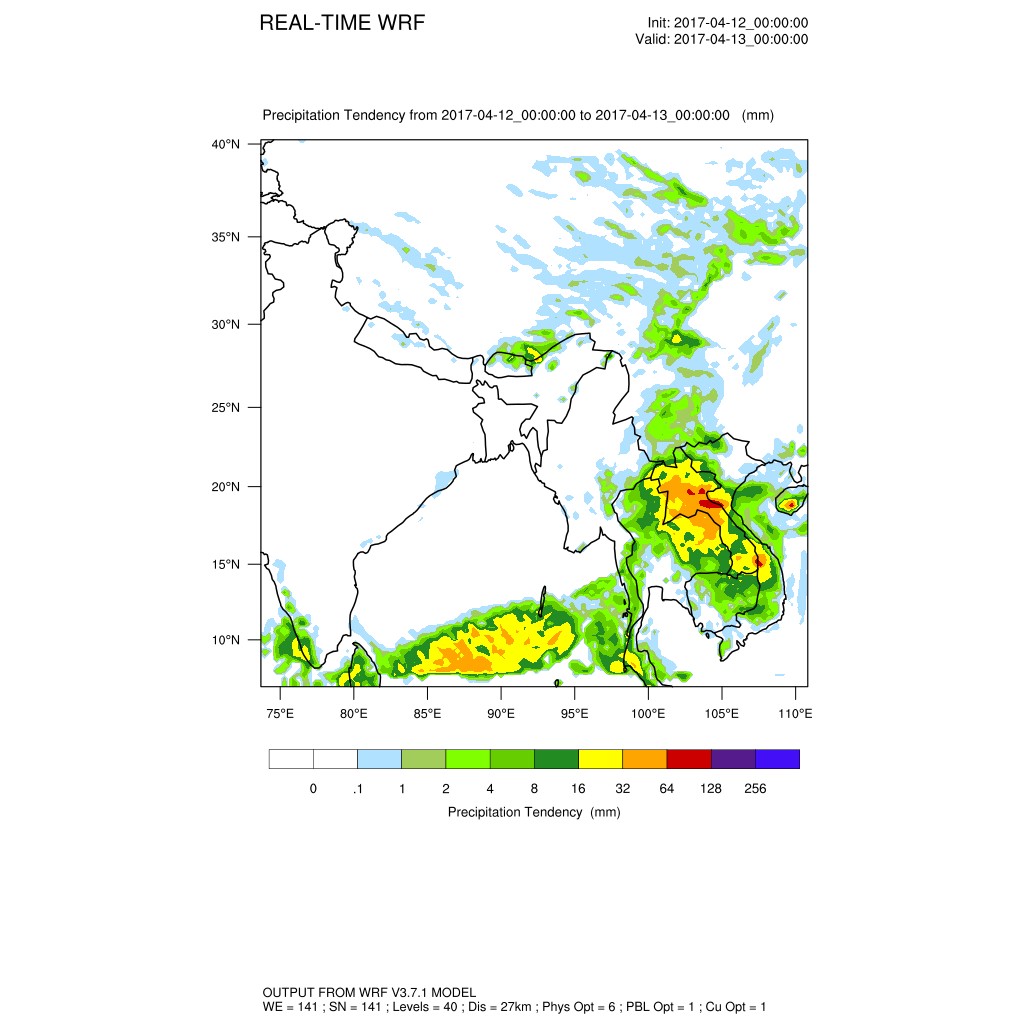 REAL-TIME WRF
Init: 2017-04-12_00:00:00
Valid: 2017-04-13_00:00:00
Precipitation Tendency from 2017-04-12_00:00:00 to 2017-04-13_00:00:00 (mm)
40°N
35°N
30°N
25°N
20°N
15°N
10°N
75°E 80°E 85°E 90°E 95°E 100°E 105°E 110°E
0 .1 1 2 4 8 16 32 64 128 256
Precipitation Tendency (mm)
OUTPUT FROM WRF V3.7.1 MODEL
WE = 141 ; SN = 141 ; Levels = 40 ; Dis = 27km ; Phys Opt = 6 ; PBL Opt = 1 ; Cu Opt = 1